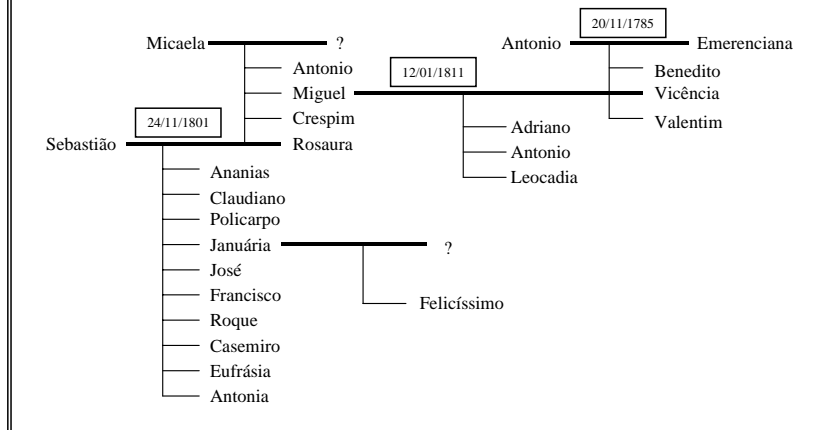 20/11/1785
Micaela ? Antonio Emerenciana
Antonio 12/01/1811 Benedito
Miguel Vicência
24/11/1801 Crespim Adriano Valentim
Sebastião Rosaura Antonio
Ananias Leocadia
Claudiano
Policarpo
Januária ?
José
Francisco Felicíssimo
Roque
Casemiro
Eufrásia
Antonia